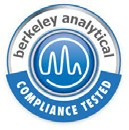 berkeley analytical
COMPLIANCE TESTED